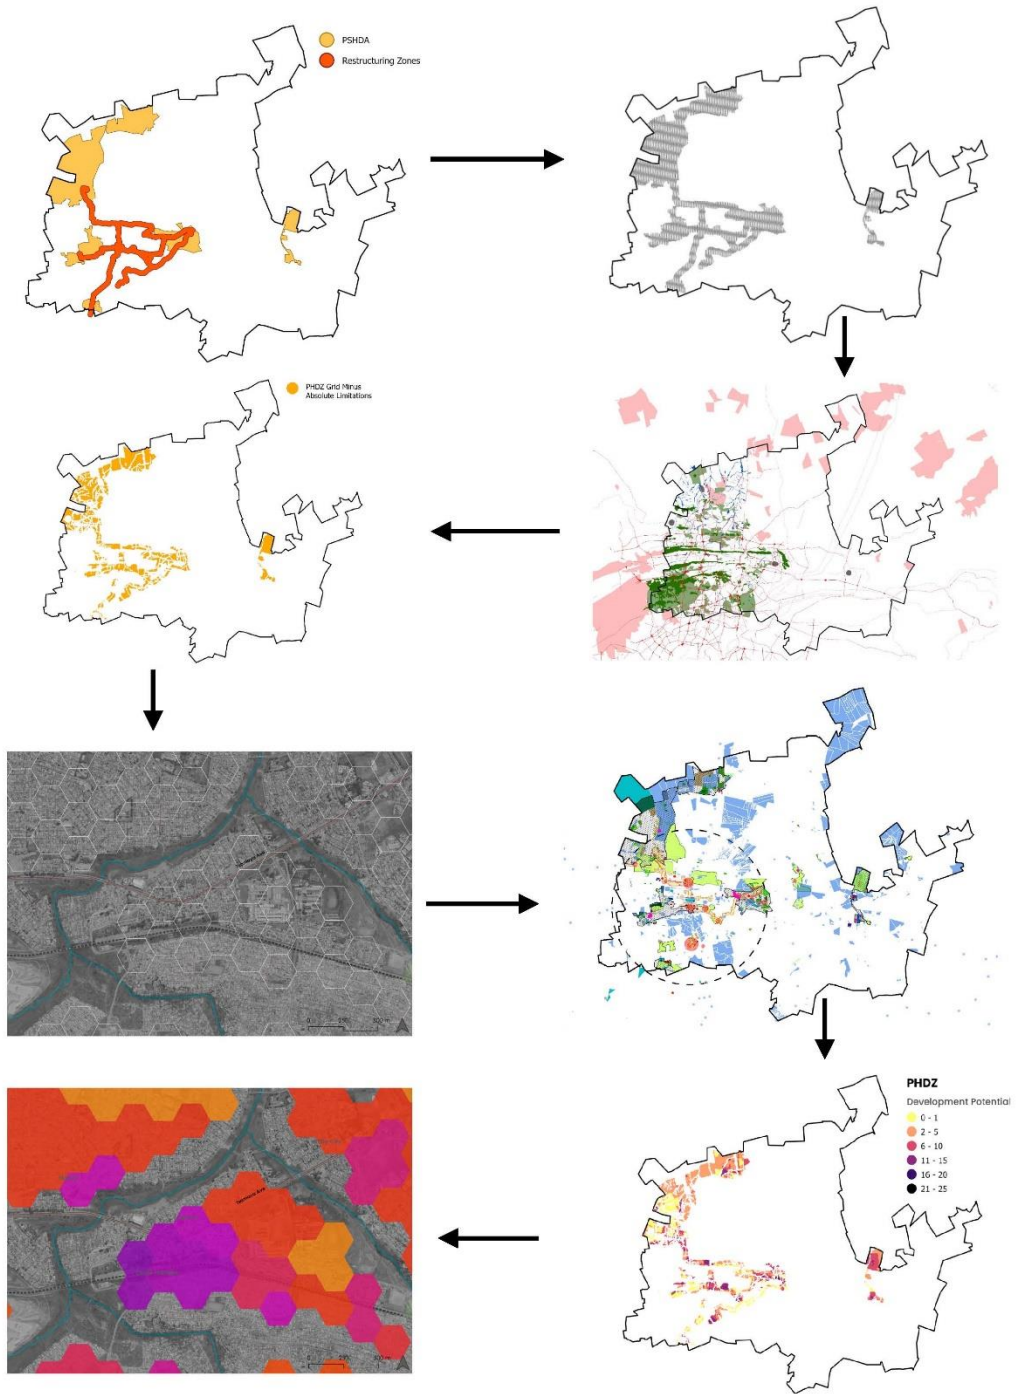 PSHDA
Restructuring Zones
PHDZ Grid Minus
Absolute Limitations
PHDZ
Development Potential
0 - 1
2 - 5
6 - 10
11 - 15
16 - 20
21 - 25